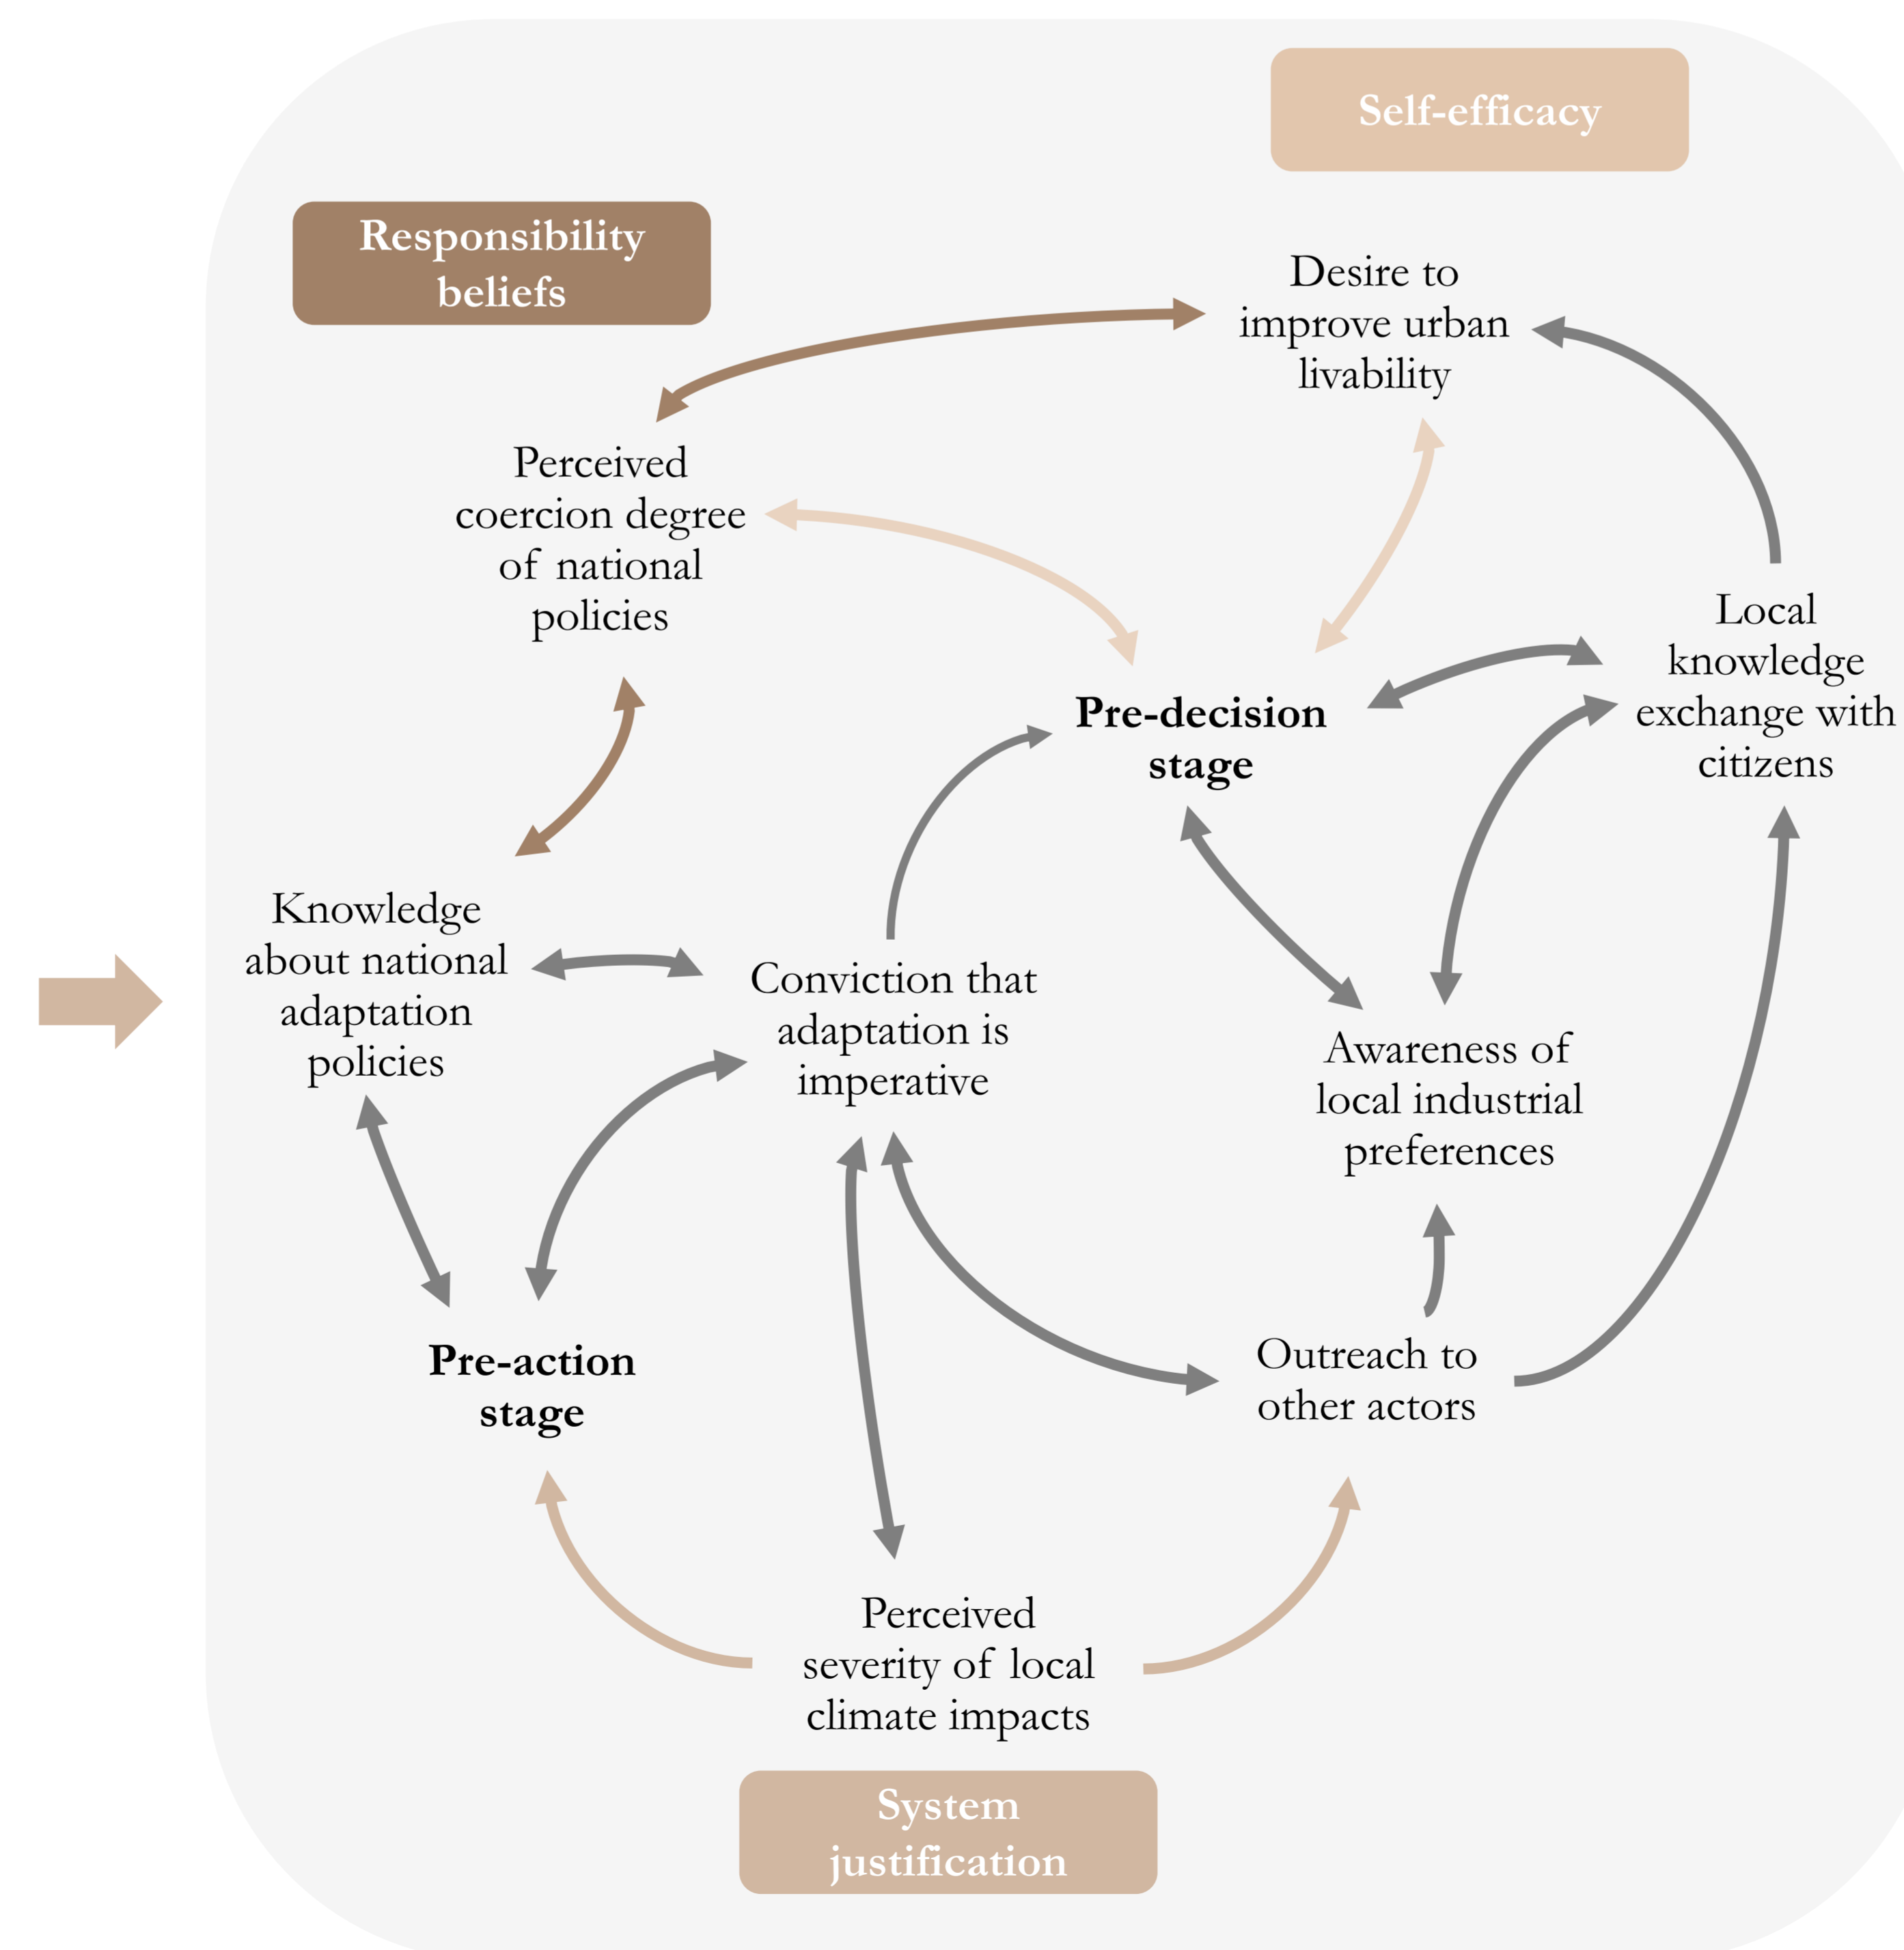 Self-efficacy
Responsibility
beliefs
Desire to
improve urban
livability
Perceived
coercion degree
of national
policies
Local
knowledge
exchange with
citizens
Pre-decision
stage
Knowledge
about national
adaptation
policies
Conviction that
adaptation is
imperative
Awareness of
local industrial
preferences
Pre-action
stage
Outreach to
other actors
Perceived
severity of local
climate impacts
System
justification